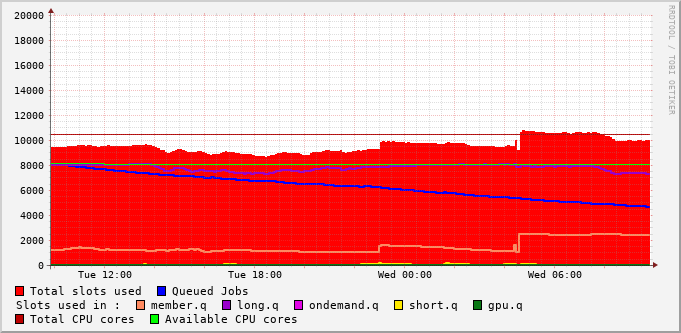 20000
18000
16000
14000
12000
10000
8000
6000
4000
2000
0
Tue 12:00 Tue 18:00 Wed 00:00 Wed 06:00
Total slots used Queued Jobs
Slots used in : member.q long.q ondemand.q short.q gpu.q
Total CPU cores Available CPU cores
RRDTOOL / TOBI OETIKER